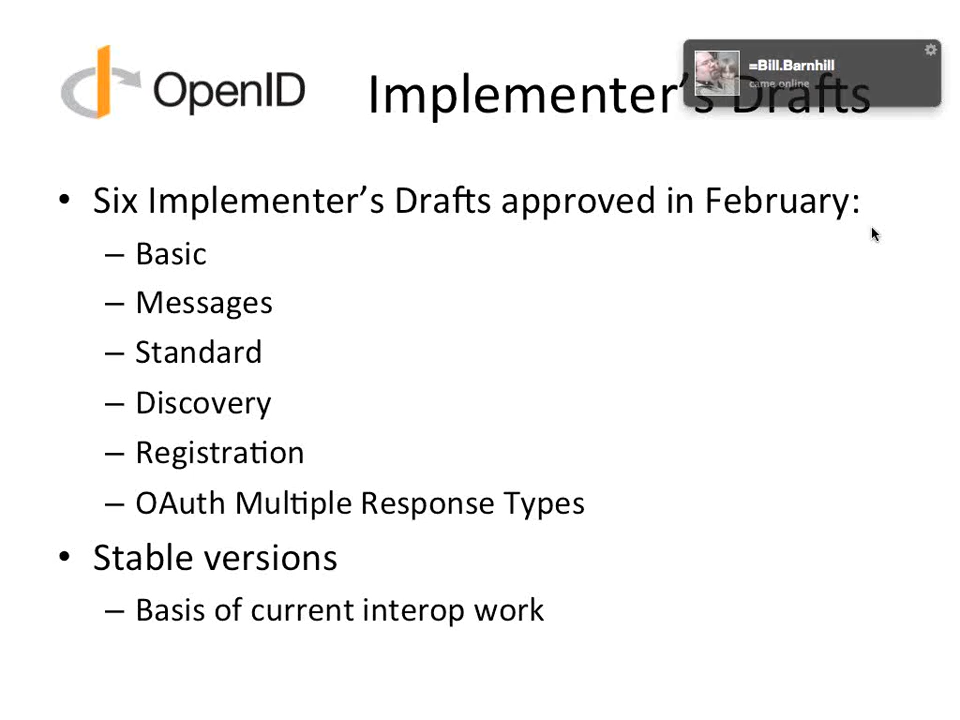 OpenID
Implementer's Drafts
=Bill.Barnhill
came online
• Six Implementer's Drafts approved in February:
– Basic
– Messages
– Standard
– Discovery
– Registration
– OAuth Multiple Response Types
• Stable versions
– Basis of current interop work